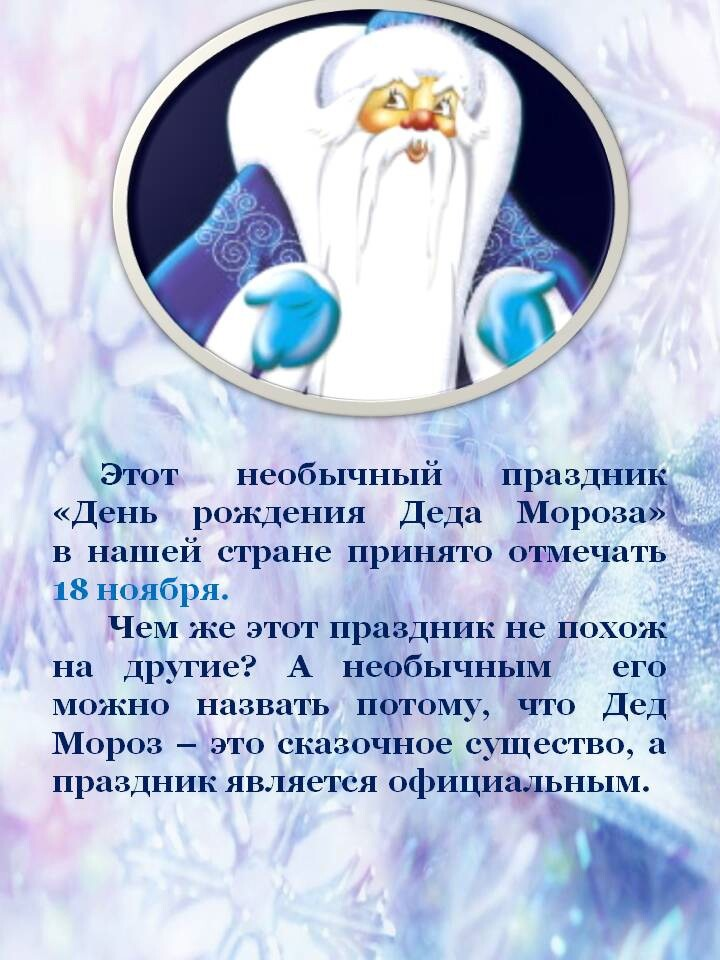 Этот необычный праздник
«День рождения Деда Мороза»
в нашей стране принято отмечать
18 ноября.
Чем же этот праздник не похож
на другие? А необычным его
можно назвать потому, что Дед
Мороз – это сказочное существо, а
праздник является официальным.